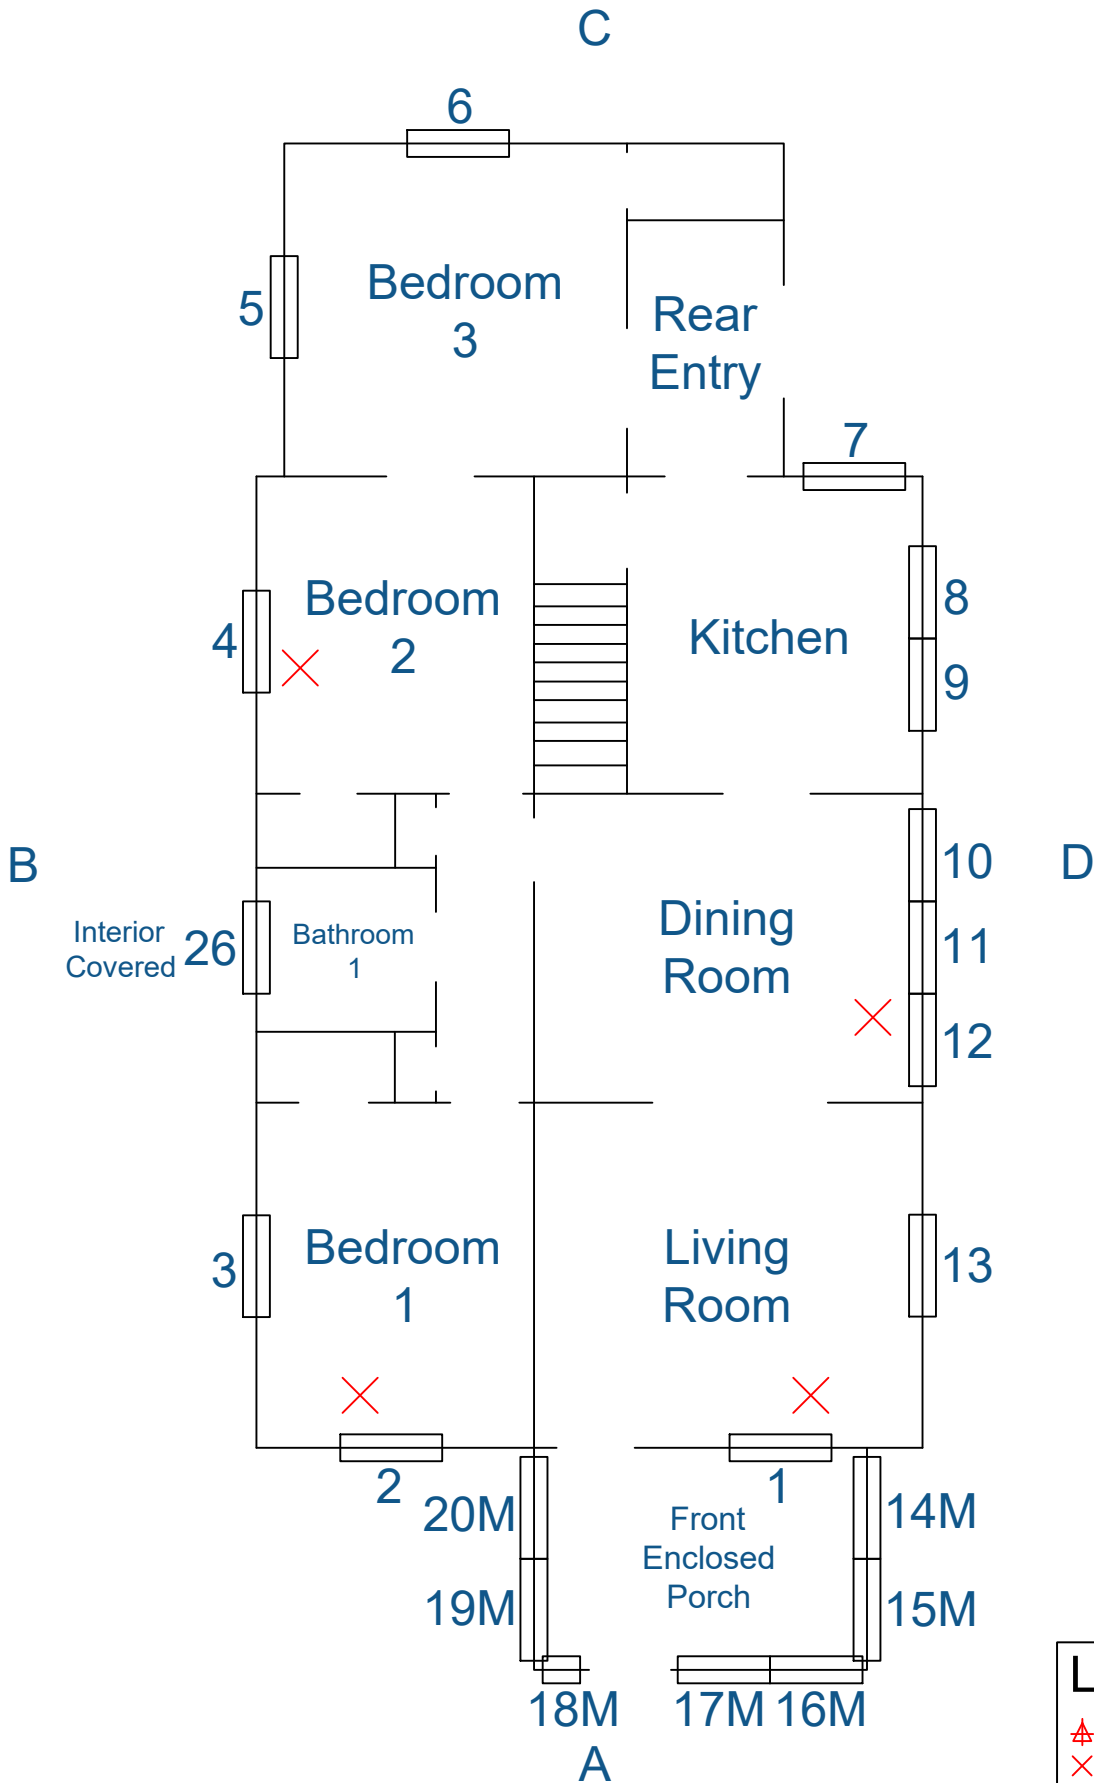 C
6
Bedroom
3
5
Rear
Entry
7
Bedroom
2
4
Kitchen
8
9
B
D
10
11
12
Interior
Covered
26
Bathroom
1
Dining
Room
3
Bedroom
1
Living
Room
13
2
1
20M
19M
Front
Enclosed
Porch
14M
15M
18M
17M
16M
A
L